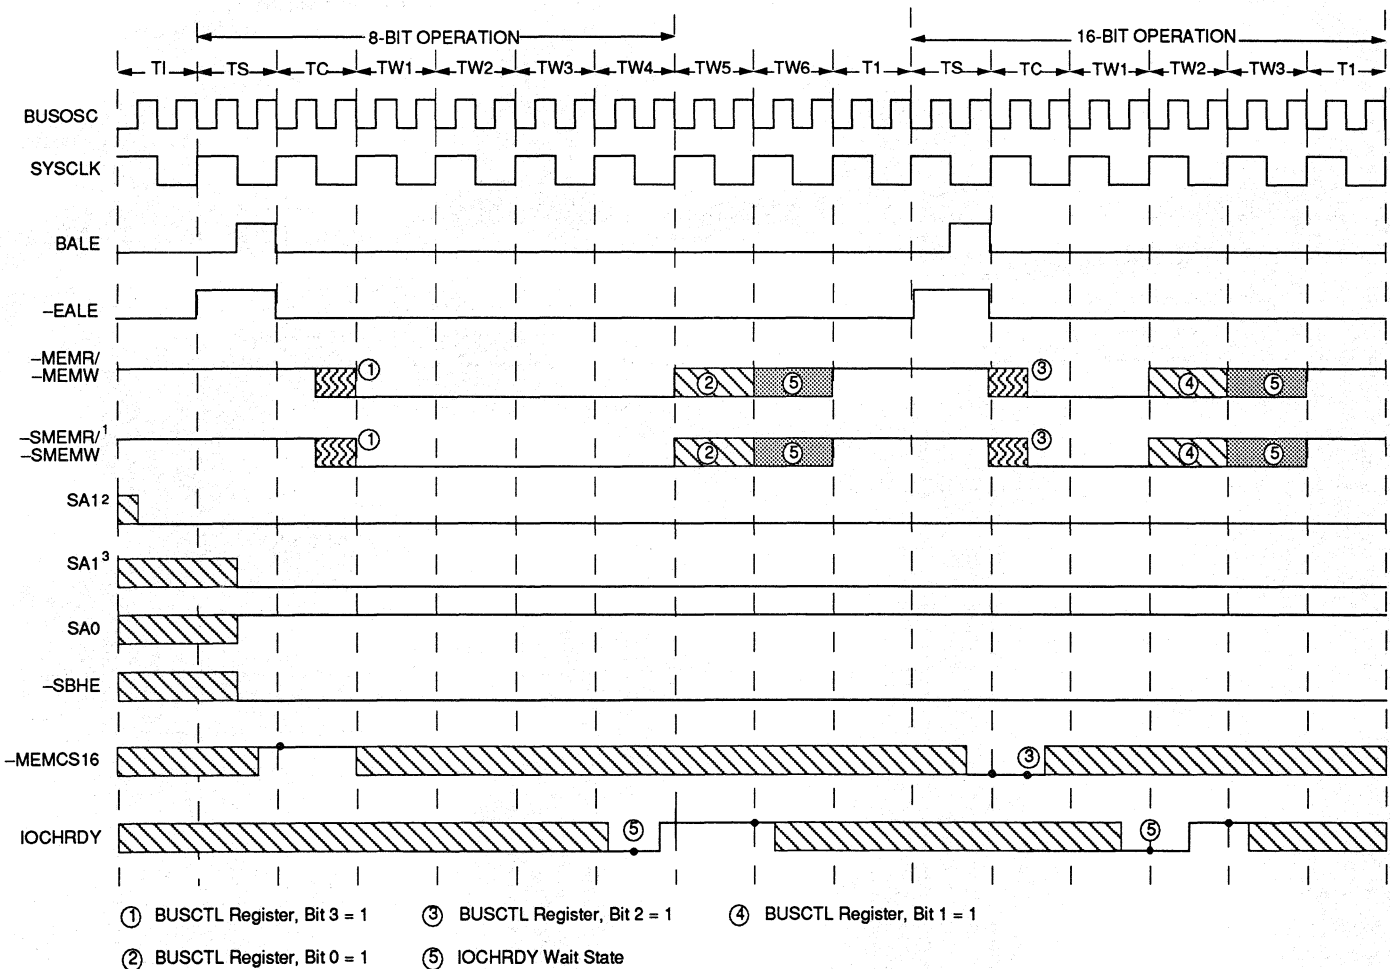 8-BIT OPERATION 16-BIT OPERATION
TI TS TC TW1 TW2 TW3 TW4 TW5 TW6 T1 TS TC TW1 TW2 TW3 T1
BUSOSC
SYSCLK
BALE
–EALE
–MEMR/
–MEMW
1 2 5 3 4 5
–SMEMR/1
–SMEMW
1 2 5 3 4 5
SA1 2
SA1 3
SA0
–SBHE
–MEMCS16 3
IOCHRDY 5 5
1 BUSCTL Register, Bit 3 = 1 3 BUSCTL Register, Bit 2 = 1 4 BUSCTL Register, Bit 1 = 1
2 BUSCTL Register, Bit 0 = 1 5 IOCHRDY Wait State